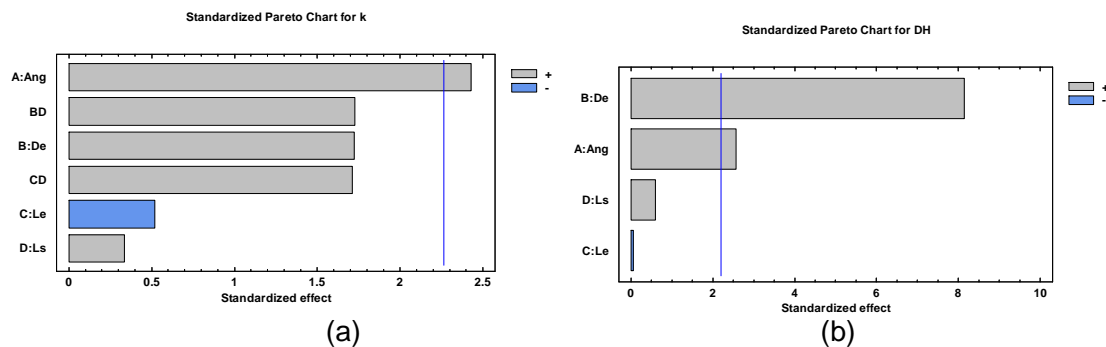 Standardized Pareto Chart for k
A:Ang
BD
B:De
CD
C:Le
D:Ls
0 0.5 1 1.5 2 2.5
Standardized effect
+
-
(a)
Standardized Pareto Chart for DH
B:De
A:Ang
D:Ls
C:Le
0 2 4 6 8 10
Standardized effect
+
-
(b)